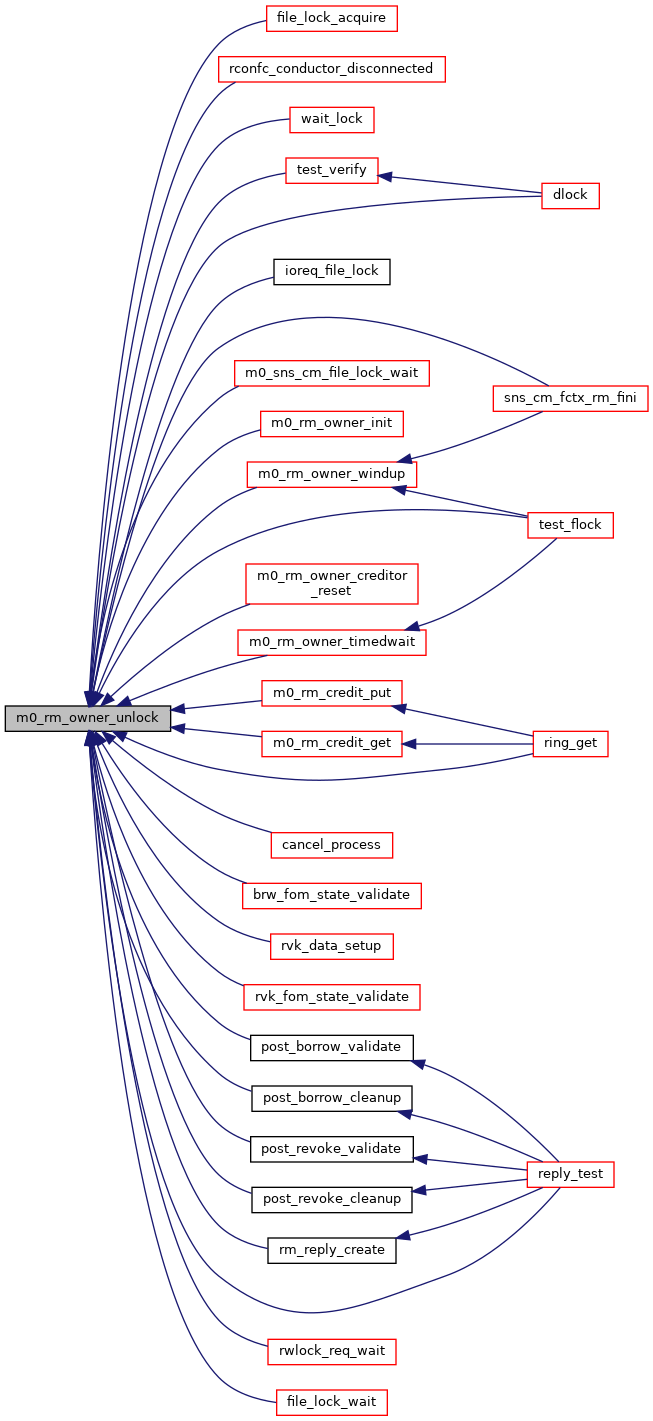 file_lock_acquire
rconfc_conductor_disconnected
wait_lock
test_verify
dlock
ioreq_file_lock
m0_sns_cm_file_lock_wait
sns_cm_fctx_rm_fini
m0_rm_owner_init
m0_rm_owner_windup
test_flock
m0_rm_owner_creditor
_reset
m0_rm_owner_timedwait
m0_rm_credit_put
m0_rm_owner_unlock
m0_rm_credit_get
ring_get
cancel_process
brw_fom_state_validate
rvk_data_setup
rvk_fom_state_validate
post_borrow_validate
post_borrow_cleanup
post_revoke_validate
reply_test
post_revoke_cleanup
rm_reply_create
rwlock_req_wait
file_lock_wait